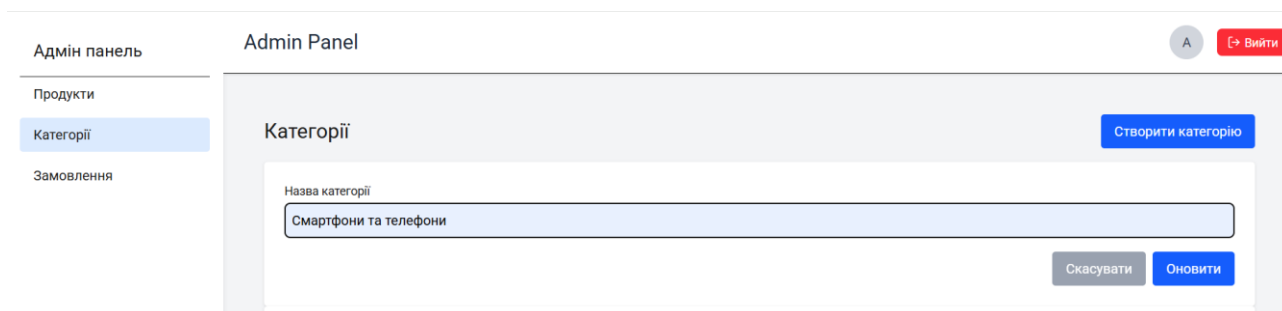 Адмін панель
Admin Panel
A
Вийти
Продукти
Категорії
Замовлення
Категорії
Створити категорію
Назва категорії
Смартфони та телефони
Скасувати
Оновити